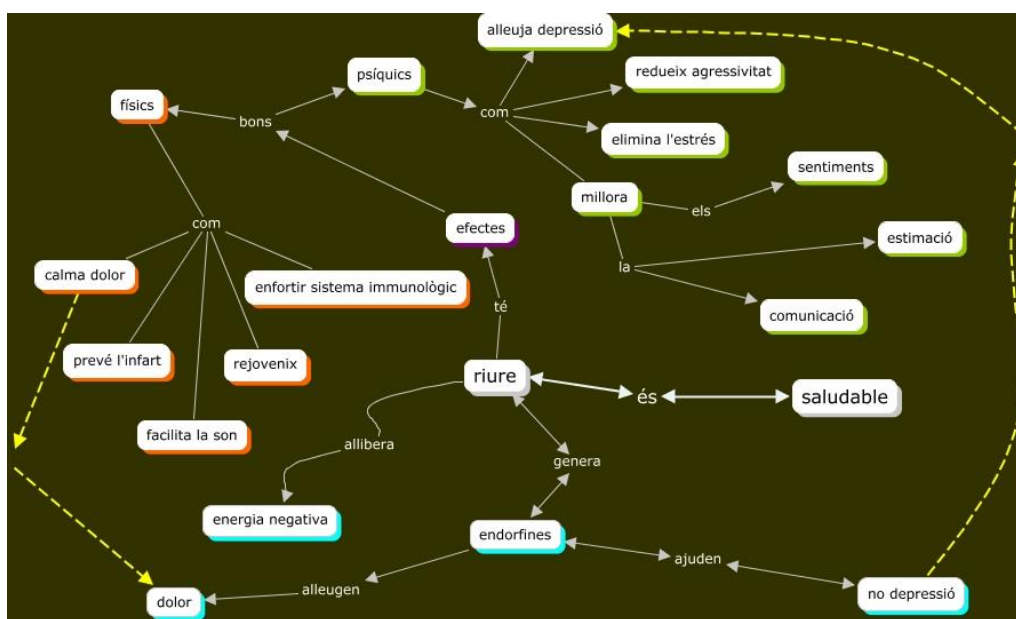 alleuja depressió
psíquics
redueix agressivitat
físics
com
bons
elimina l'estrés
sentiments
millora
els
com
efectes
estimació
la
calma dolor
enfortir sistema immunològic
té
comunicació
prevé l'infart
rejovenix
riure
és
saludable
facilita la son
allibera
genera
energia negativa
endorfines
ajuden
alleugen
dolor
no depressió